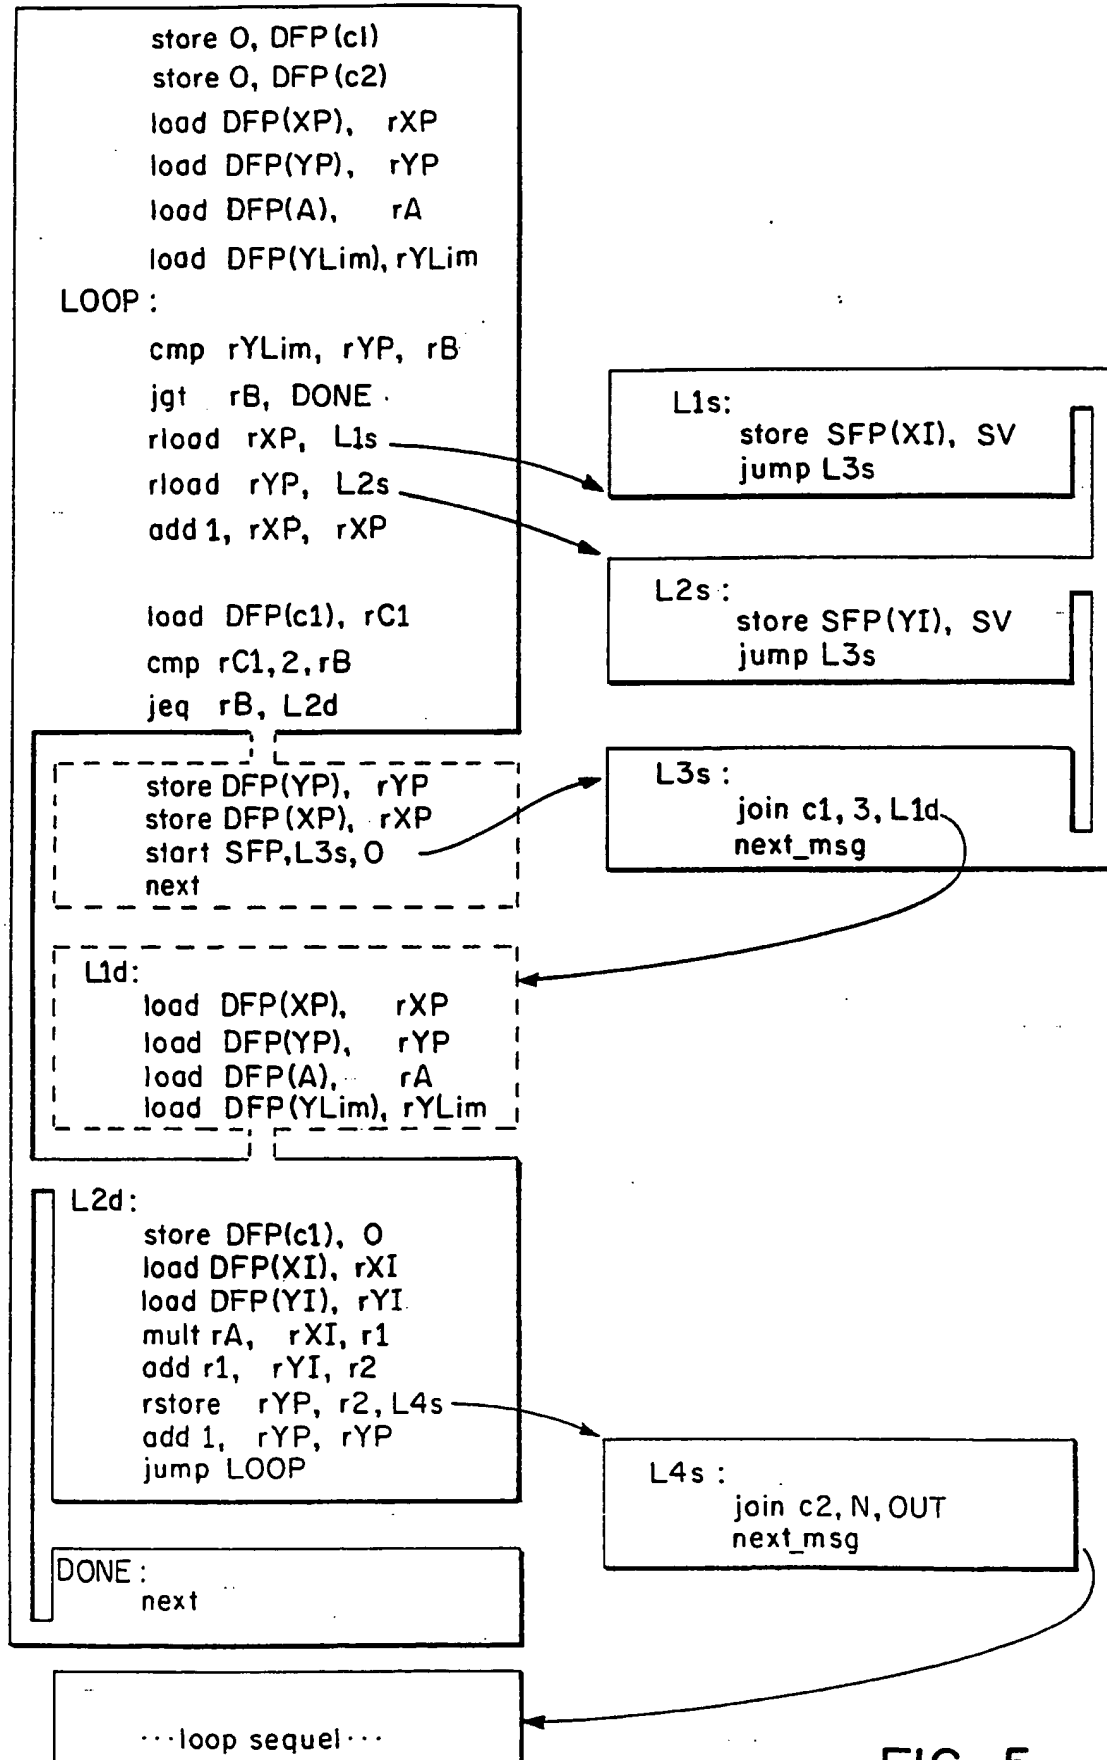 store 0, DFP(c1)
store 0, DFP(c2)
load DFP(XP), rXP
load DFP(YP), rYP
load DFP(A), rA
load DFP(YLim), rYLim
LOOP:
cmp rYLim, rYP, rB
jgt rB, DONE
rload rXP, L1s
rload rYP, L2s
add 1, rXP, rXP
load DFP(c1), rC1
cmp rC1, 2, rB
jeq rB, L2d
store DFP(YP), rYP
store DFP(XP), rXP
start SFP, L3s, 0
next
L1d:
load DFP(XP), rXP
load DFP(YP), rYP
load DFP(A), rA
load DFP(YLim), rYLim
L2d:
store DFP(c1), 0
load DFP(XI), rXI
load DFP(YI), rYI
mult rA, rXI, r1
add r1, rYI, r2
rstore rYP, r2, L4s
add 1, rYP, rYP
jump LOOP
DONE:
next
···loop sequel···
L1s:
store SFP(XI), SV
jump L3s
L2s:
store SFP(YI), SV
jump L3s
L3s:
join c1, 3, L1d
next_msg
L4s:
join c2, N, OUT
next_msg